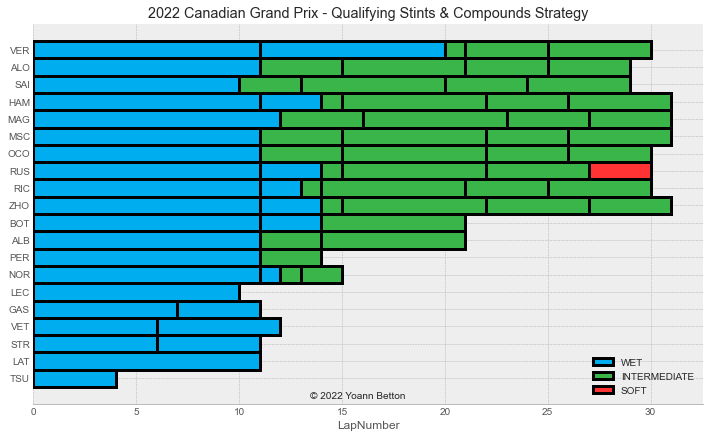 2022 Canadian Grand Prix - Qualifying Stints & Compounds Strategy
VER
ALO
SAI
HAM
MAG
MSC
OCO
RUS
RIC
ZHO
BOT
ALB
PER
NOR
LEC
GAS
VET
STR
LAT
TSU
WET
INTERMEDIATE
SOFT
© 2022 Yoann Betton
0 5 10 15 20 25 30
LapNumber